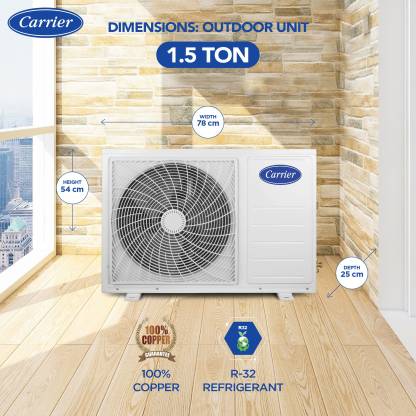 Carrier
DIMENSIONS: OUTDOOR UNIT
1.5 TON
WIDTH
78 cm
HEIGHT
54 cm
Carrier
DEPTH
25 cm
100%
COPPER
GUARANTEE
R32
100%
COPPER
R-32
REFRIGERANT